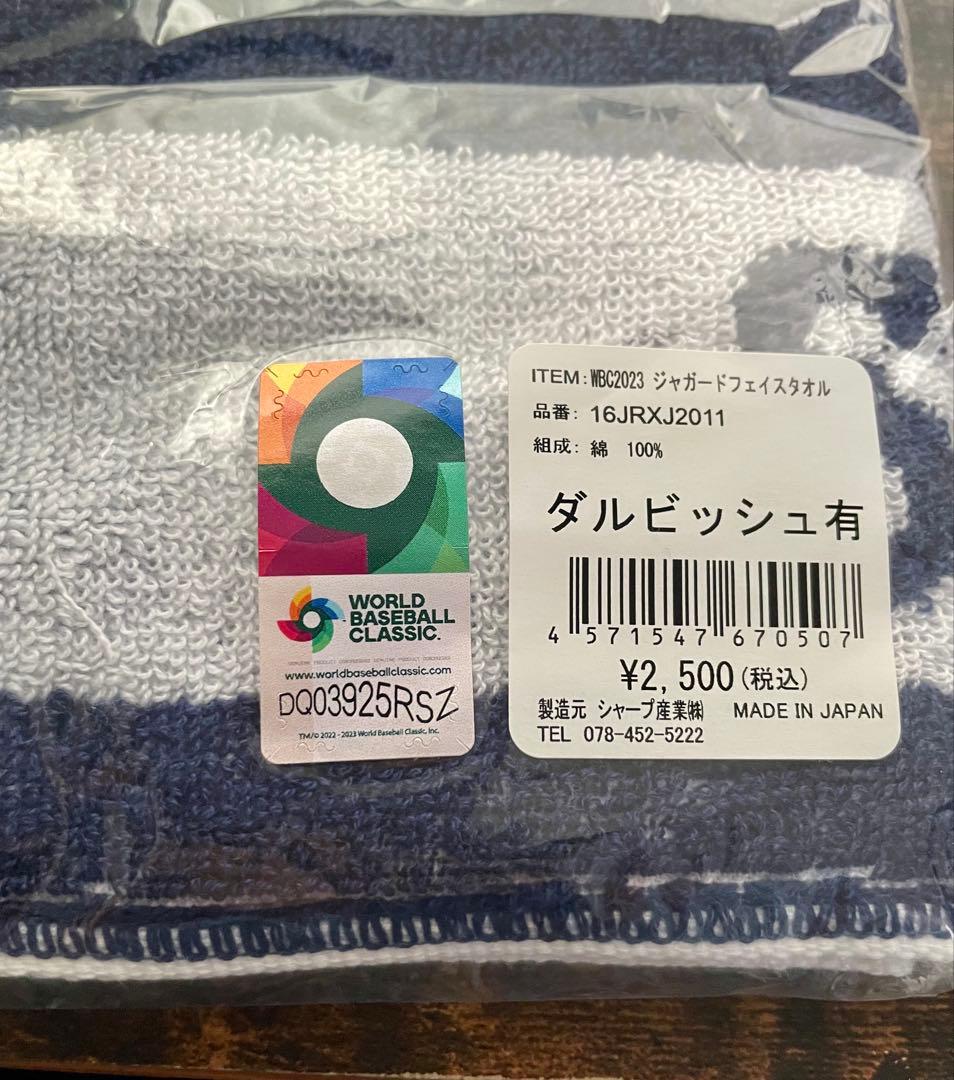 WORLD
BASEBALL
CLASSIC.
www.worldbaseballclassic.com
DQ03925RSZ
TM/© 2022 - 2023 World Baseball Classic, Inc.
ITEM:WBC2023 ジャガードフェイスタオル
品番: 16JRXJ2011
組成: 綿 100%
ダルビッシュ有
4 571547 670507
¥2,500(税込)
製造元 シャープ産業㈱ MADE IN JAPAN
TEL 078-452-5222